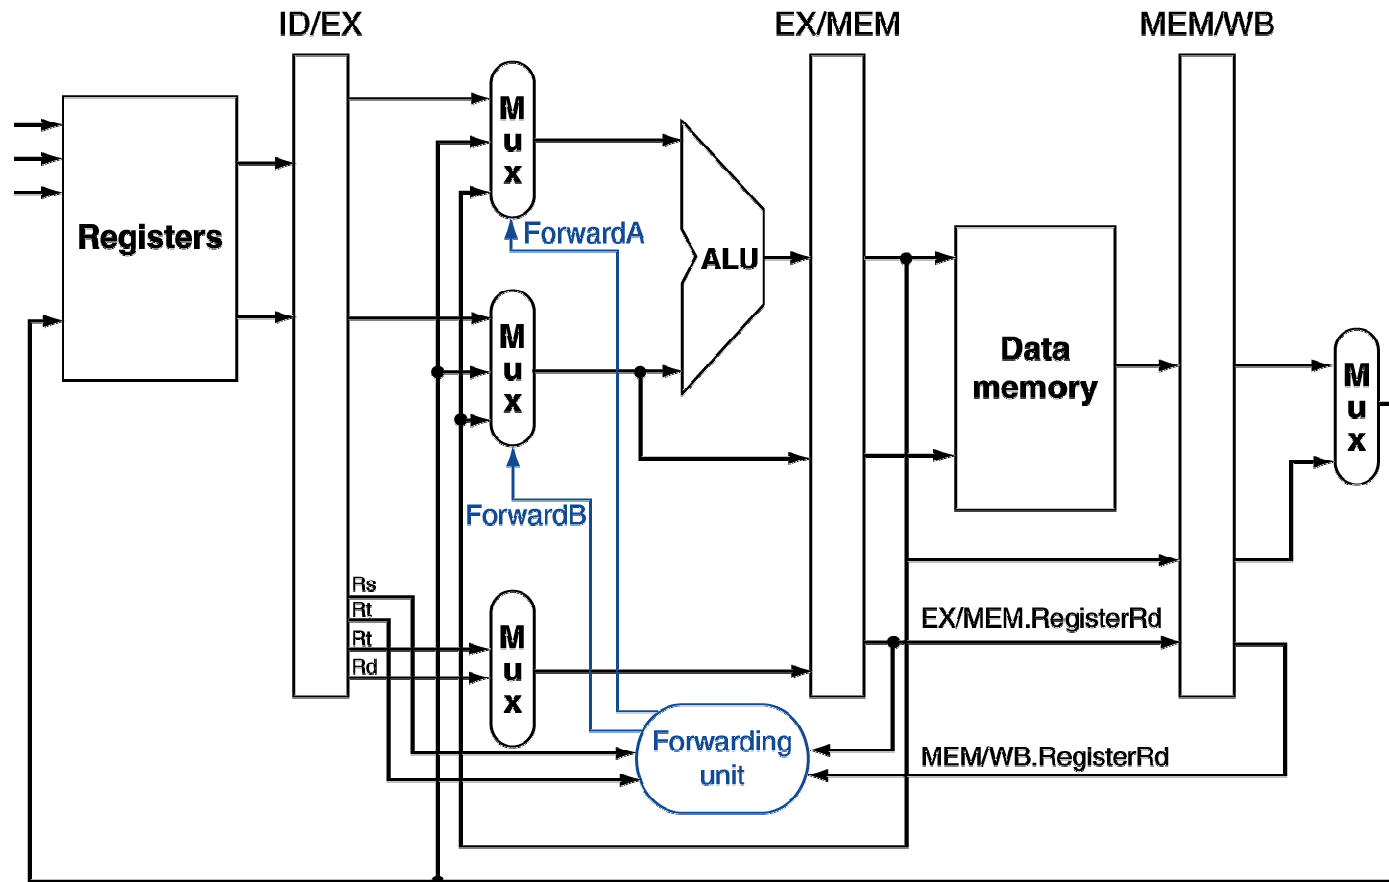 ID/EX
EX/MEM
MEM/WB
Registers
M
u
x
ForwardA
ALU
M
u
x
ForwardB
Data
memory
M
u
x
Rs
Rt
Rt
Rd
M
u
x
EX/MEM.RegisterRd
Forwarding
unit
MEM/WB.RegisterRd